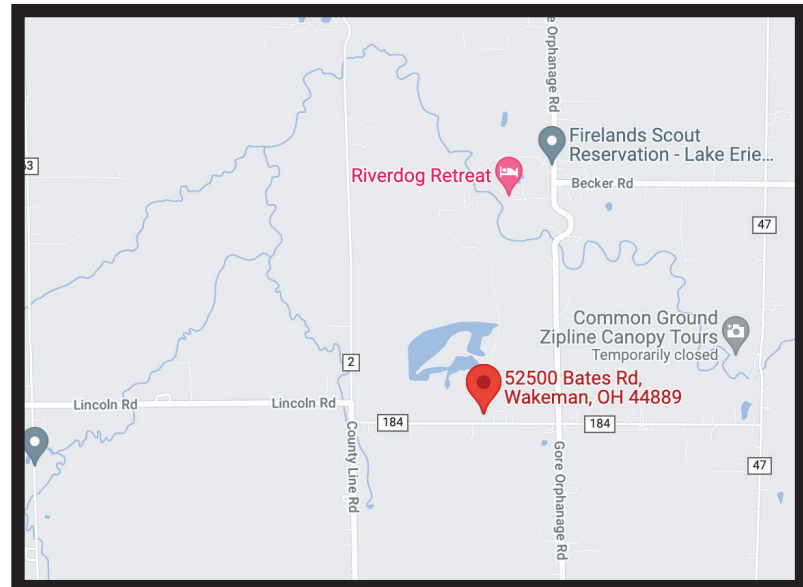 e Orphanage Rd
Firelands Scout
Reservation - Lake Erie...
53
Riverdog Retreat
Becker Rd
47
Common Ground
Zipline Canopy Tours
Temporarily closed
2
52500 Bates Rd,
Wakeman, OH 44889
Lincoln Rd
Lincoln Rd
184
184
County Line Rd
Gore Orphanage Rd
47